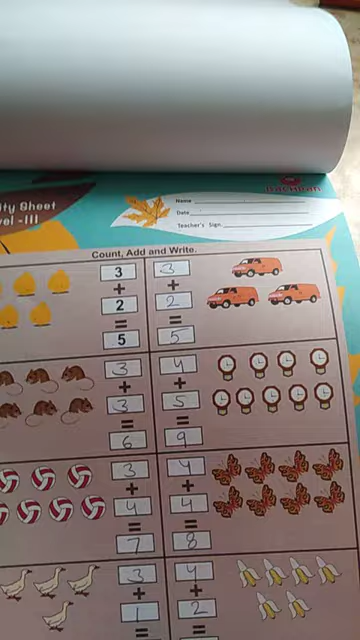 ity Sheet
vel -III
Name
Date
Teacher's Sign.
Count, Add and Write.
3 + 2 = 5
3 + 2 = 5
3 + 3 = 6
4 + 5 = 9
3 + 4 = 7
4 + 4 = 8
3 + 1 =
4 + 2 =